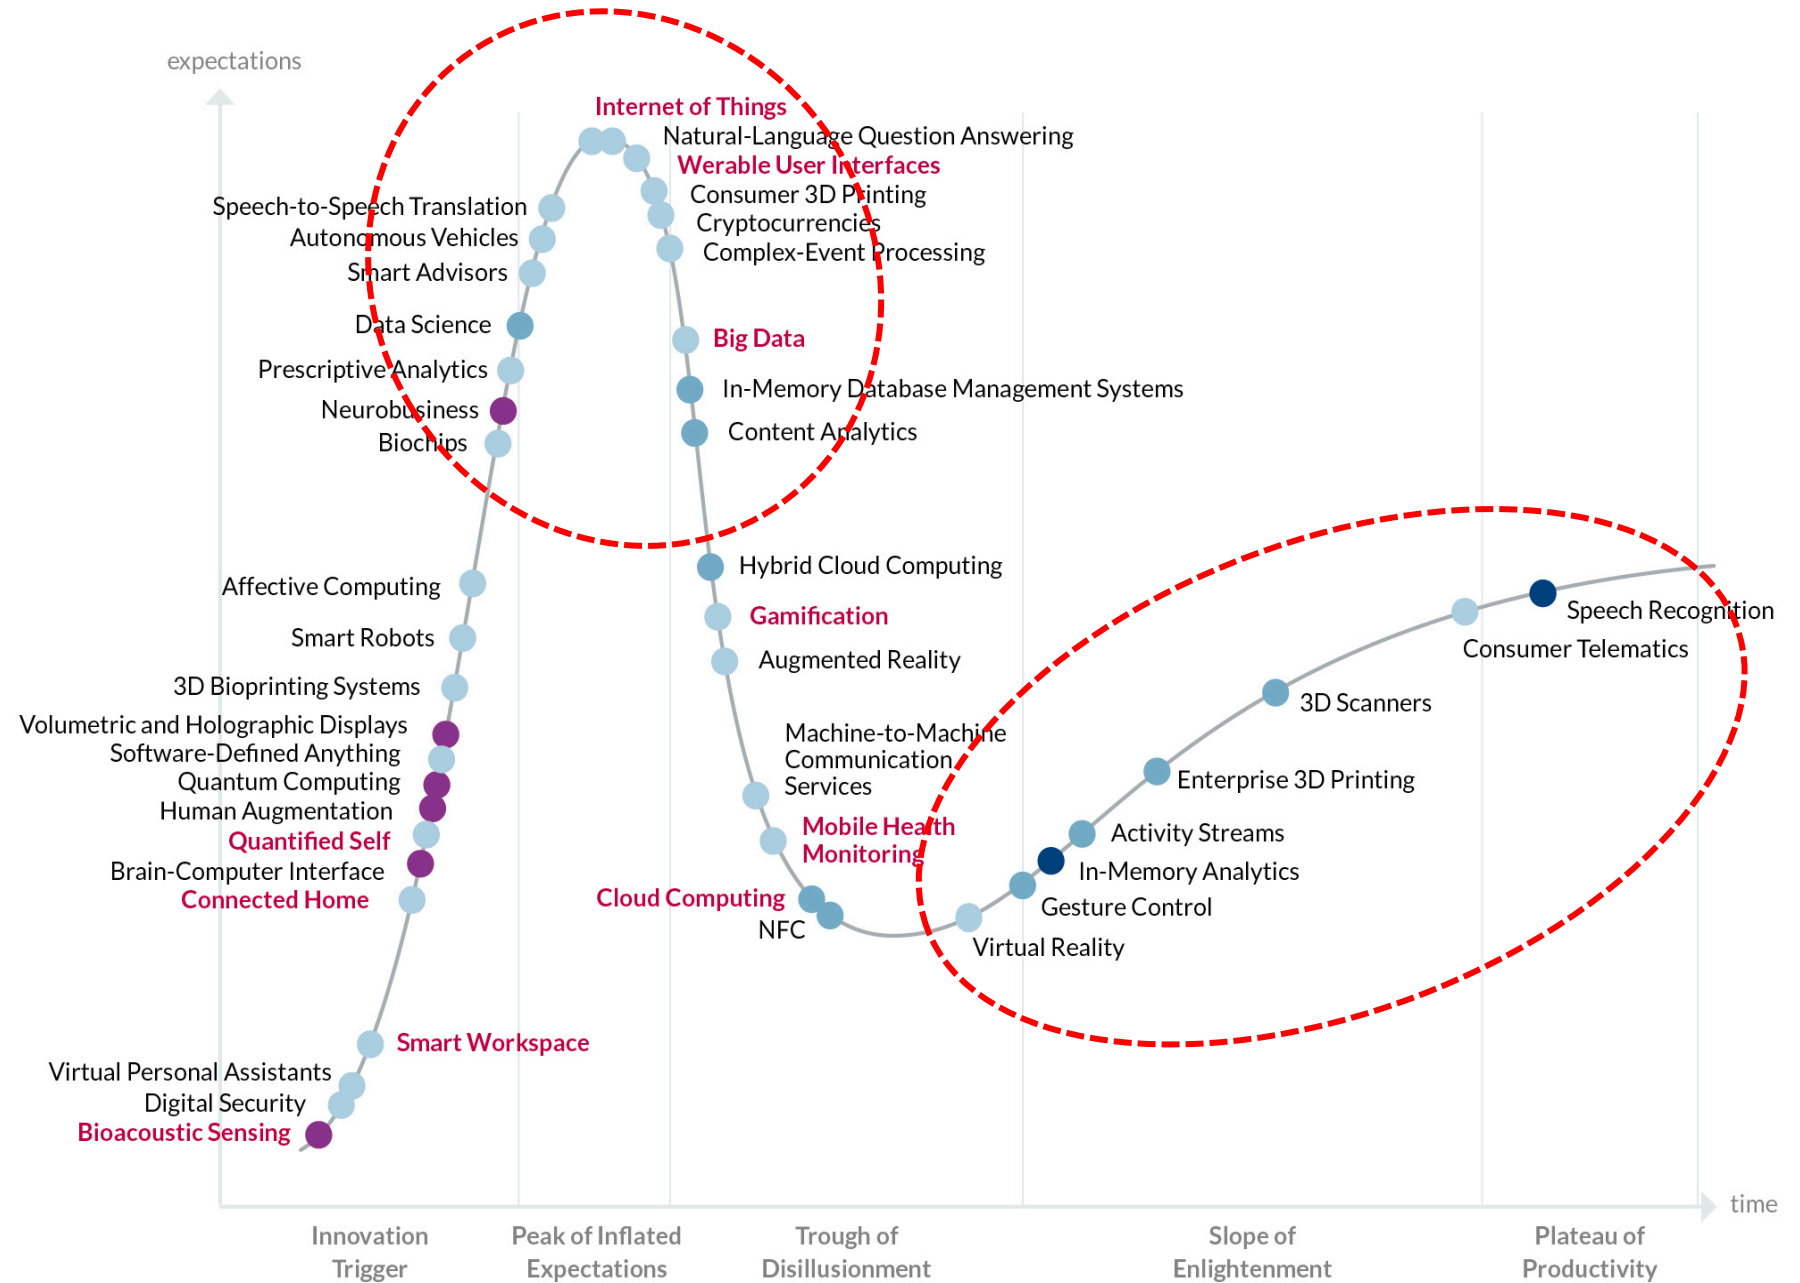 expectations
Internet of Things
Natural-Language Question Answering
Werable User Interfaces
Consumer 3D Printing
Speech-to-Speech Translation
Cryptocurrencies
Autonomous Vehicles
Complex-Event Processing
Smart Advisors
Data Science
Big Data
Prescriptive Analytics
In-Memory Database Management Systems
Neurobusiness
Content Analytics
Biochips
Hybrid Cloud Computing
Affective Computing
Gamification
Speech Recognition
Smart Robots
Consumer Telematics
Augmented Reality
3D Bioprinting Systems
3D Scanners
Volumetric and Holographic Displays
Machine-to-Machine
Communication
Services
Software-Defined Anything
Quantum Computing
Enterprise 3D Printing
Human Augmentation
Mobile Health
Monitoring
Activity Streams
Quantified Self
Brain-Computer Interface
In-Memory Analytics
Connected Home
Cloud Computing
Gesture Control
NFC
Virtual Reality
Smart Workspace
Virtual Personal Assistants
Digital Security
Bioacoustic Sensing
time
Innovation
Trigger
Peak of Inflated
Expectations
Trough of
Disillusionment
Slope of
Enlightenment
Plateau of
Productivity